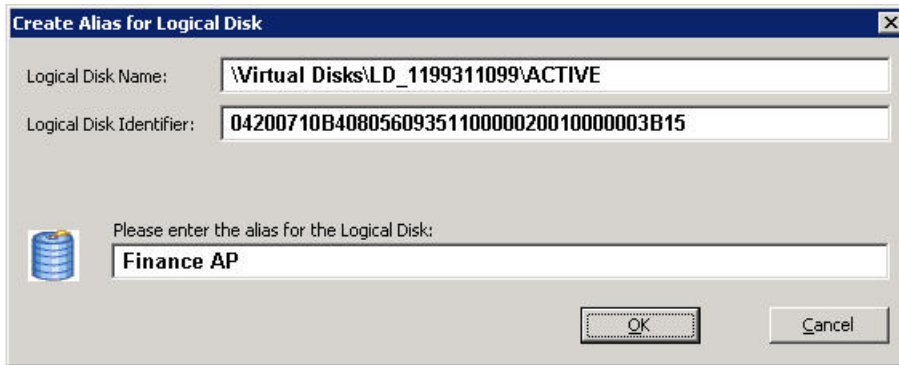 Create Alias for Logical Disk
Logical Disk Name: \Virtual Disks\LD_1199311099\ACTIVE
Logical Disk Identifier: 04200710B4080560935110000020010000003B15
Please enter the alias for the Logical Disk:
Finance AP
OK Cancel